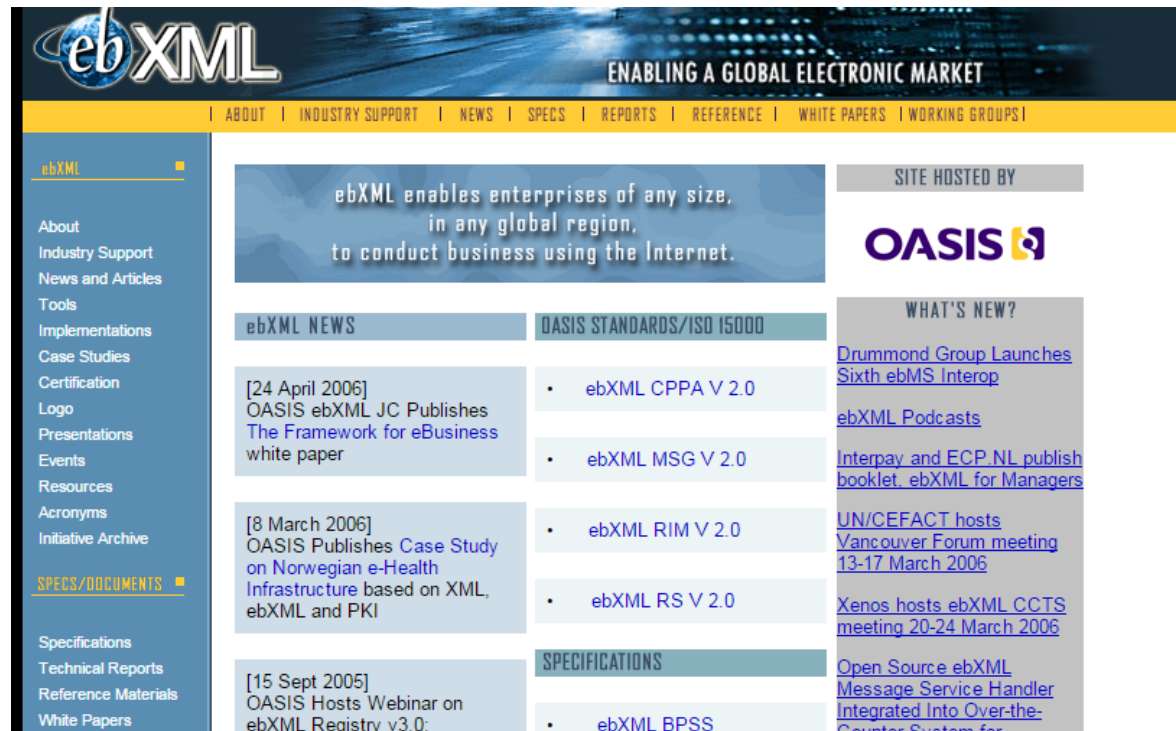 ebXML
ENABLING A GLOBAL ELECTRONIC MARKET
| ABOUT | INDUSTRY SUPPORT | NEWS | SPECS | REPORTS | REFERENCE | WHITE PAPERS | WORKING GROUPS |
ebXML
About
Industry Support
News and Articles
Tools
Implementations
Case Studies
Certification
Logo
Presentations
Events
Resources
Acronyms
Initiative Archive
SPECS/DOCUMENTS
Specifications
Technical Reports
Reference Materials
White Papers
ebXML enables enterprises of any size,
in any global region,
to conduct business using the Internet.
ebXML NEWS
[24 April 2006]
OASIS ebXML JC Publishes
The Framework for eBusiness
white paper
[8 March 2006]
OASIS Publishes Case Study
on Norwegian e-Health
Infrastructure based on XML,
ebXML and PKI
[15 Sept 2005]
OASIS Hosts Webinar on
ebXML Registry v3.0:
OASIS STANDARDS/ISO 15000
• ebXML CPPA V 2.0
• ebXML MSG V 2.0
• ebXML RIM V 2.0
• ebXML RS V 2.0
SPECIFICATIONS
• ebXML BPSS
SITE HOSTED BY
OASIS
WHAT'S NEW?
Drummond Group Launches
Sixth ebMS Interop
ebXML Podcasts
Interpay and ECP.NL publish
booklet, ebXML for Managers
UN/CEFACT hosts
Vancouver Forum meeting
13-17 March 2006
Xenos hosts ebXML CCTS
meeting 20-24 March 2006
Open Source ebXML
Message Service Handler
Integrated Into Over-the-
Counter System for